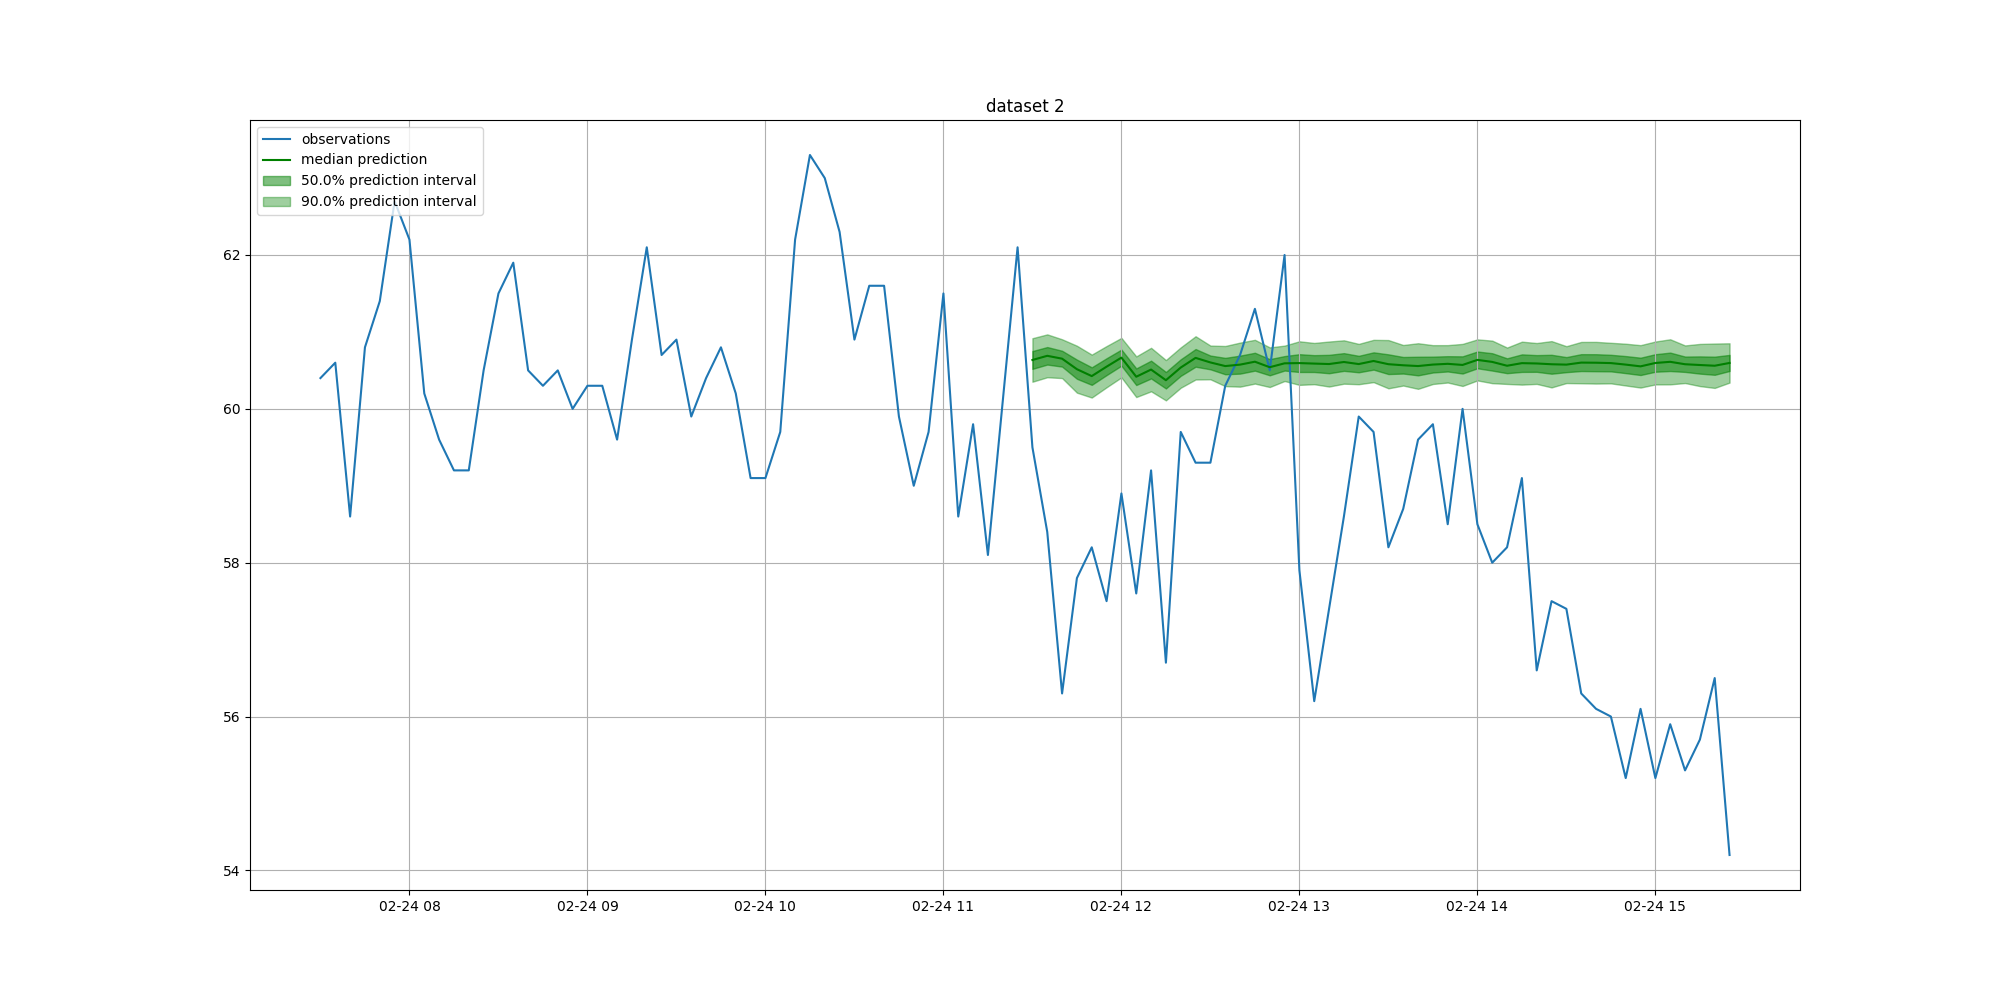 dataset 2
observations
median prediction
50.0% prediction interval
90.0% prediction interval
62
60
58
56
54
02-24 08
02-24 09
02-24 10
02-24 11
02-24 12
02-24 13
02-24 14
02-24 15